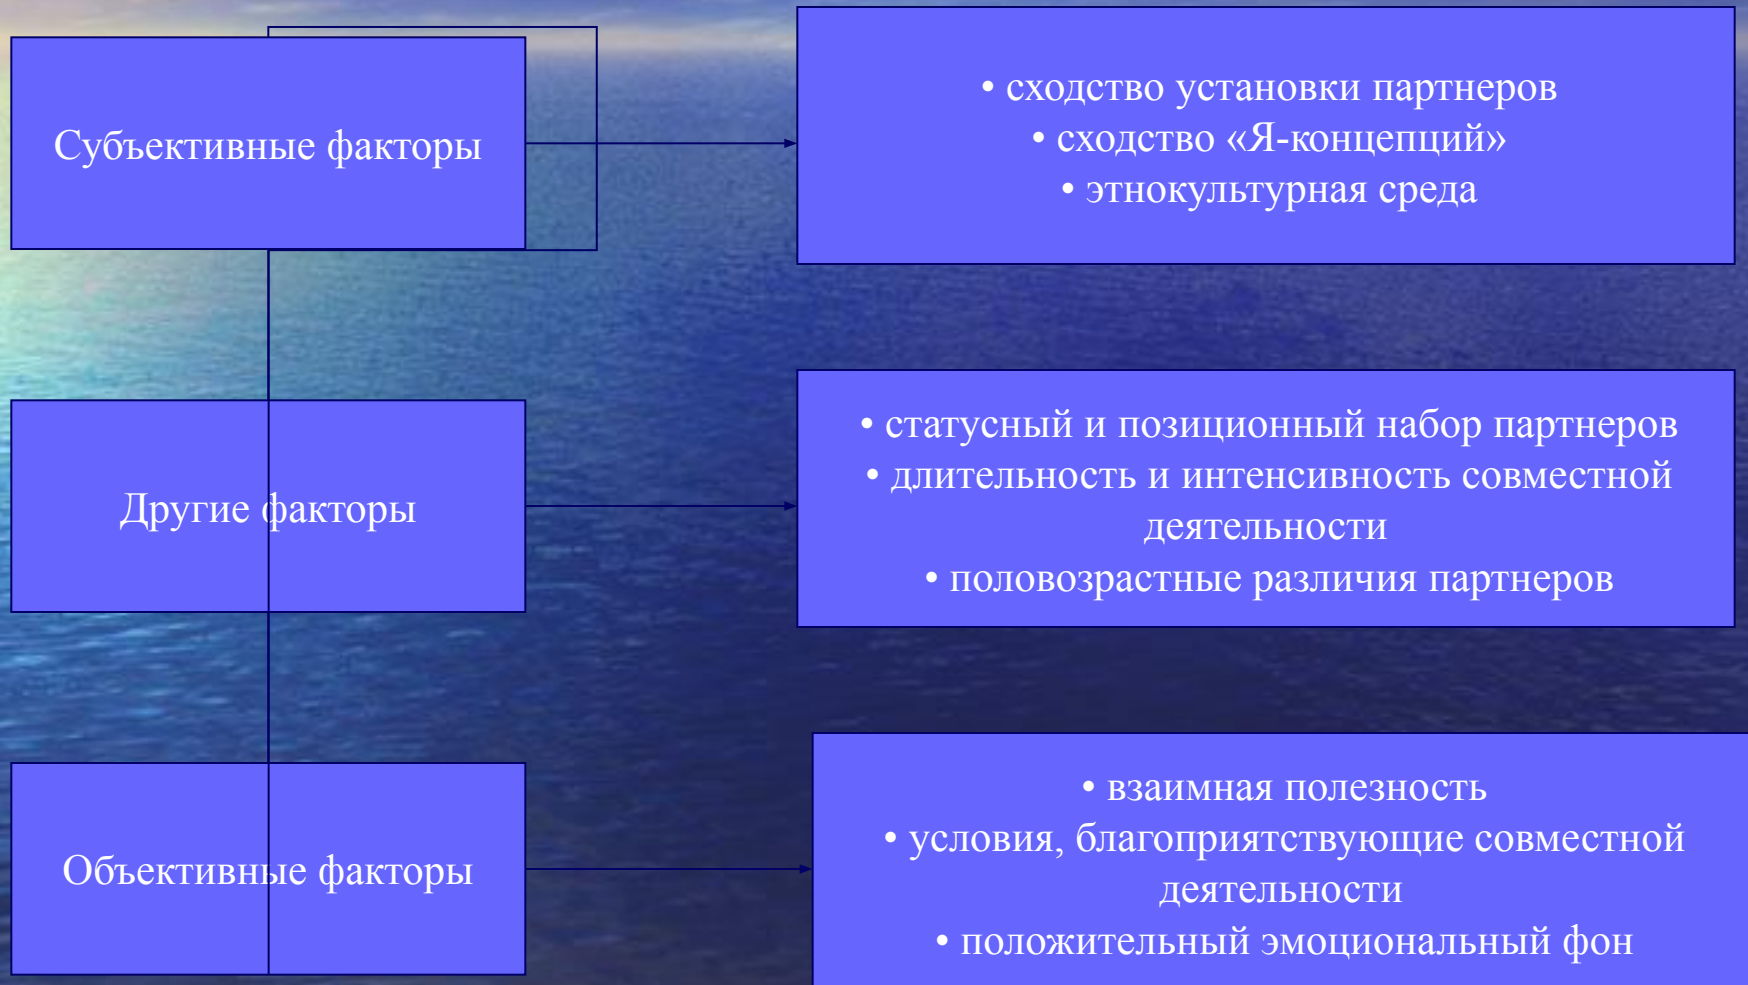 Субъективные факторы
• сходство установки партнеров
• сходство «Я-концепций»
• этнокультурная среда
Другие факторы
• статусный и позиционный набор партнеров
• длительность и интенсивность совместной
деятельности
• половозрастные различия партнеров
Объективные факторы
• взаимная полезность
• условия, благоприятствующие совместной
деятельности
• положительный эмоциональный фон